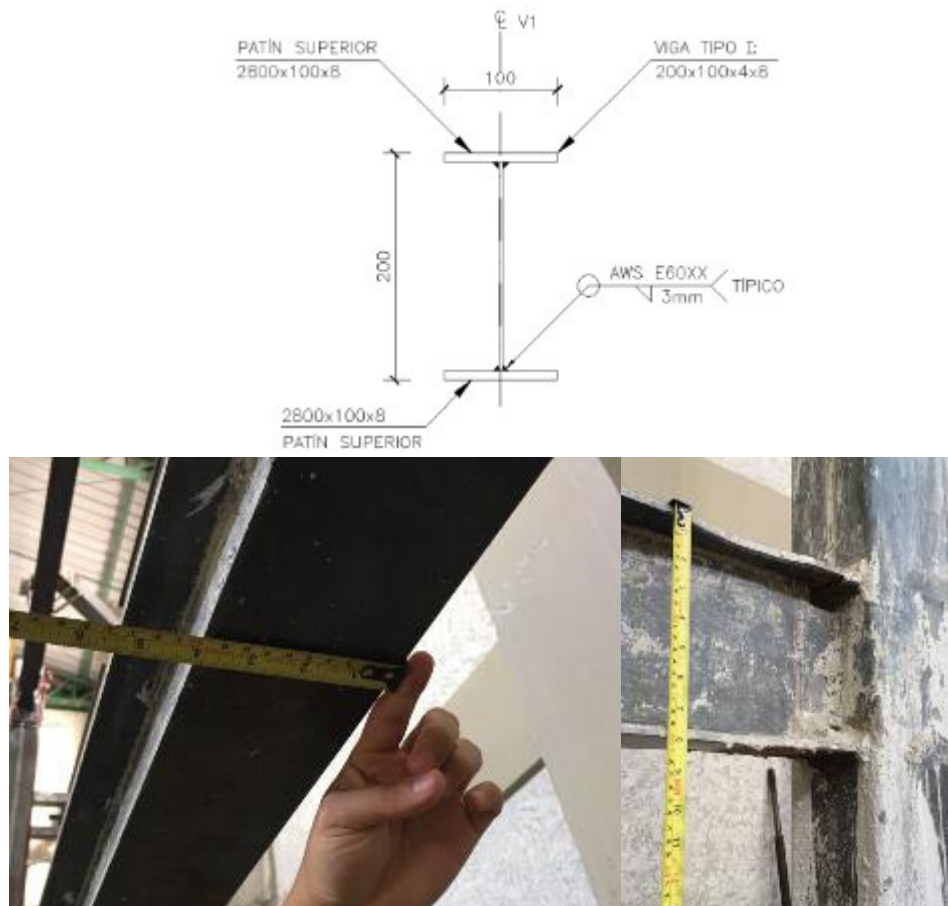 ℄ V1
PATÍN SUPERIOR
2800x100x8
VIGA TIPO I:
200x100x4x8
100
200
AWS E60XX
3mm
TÍPICO
2800x100x8
PATÍN SUPERIOR